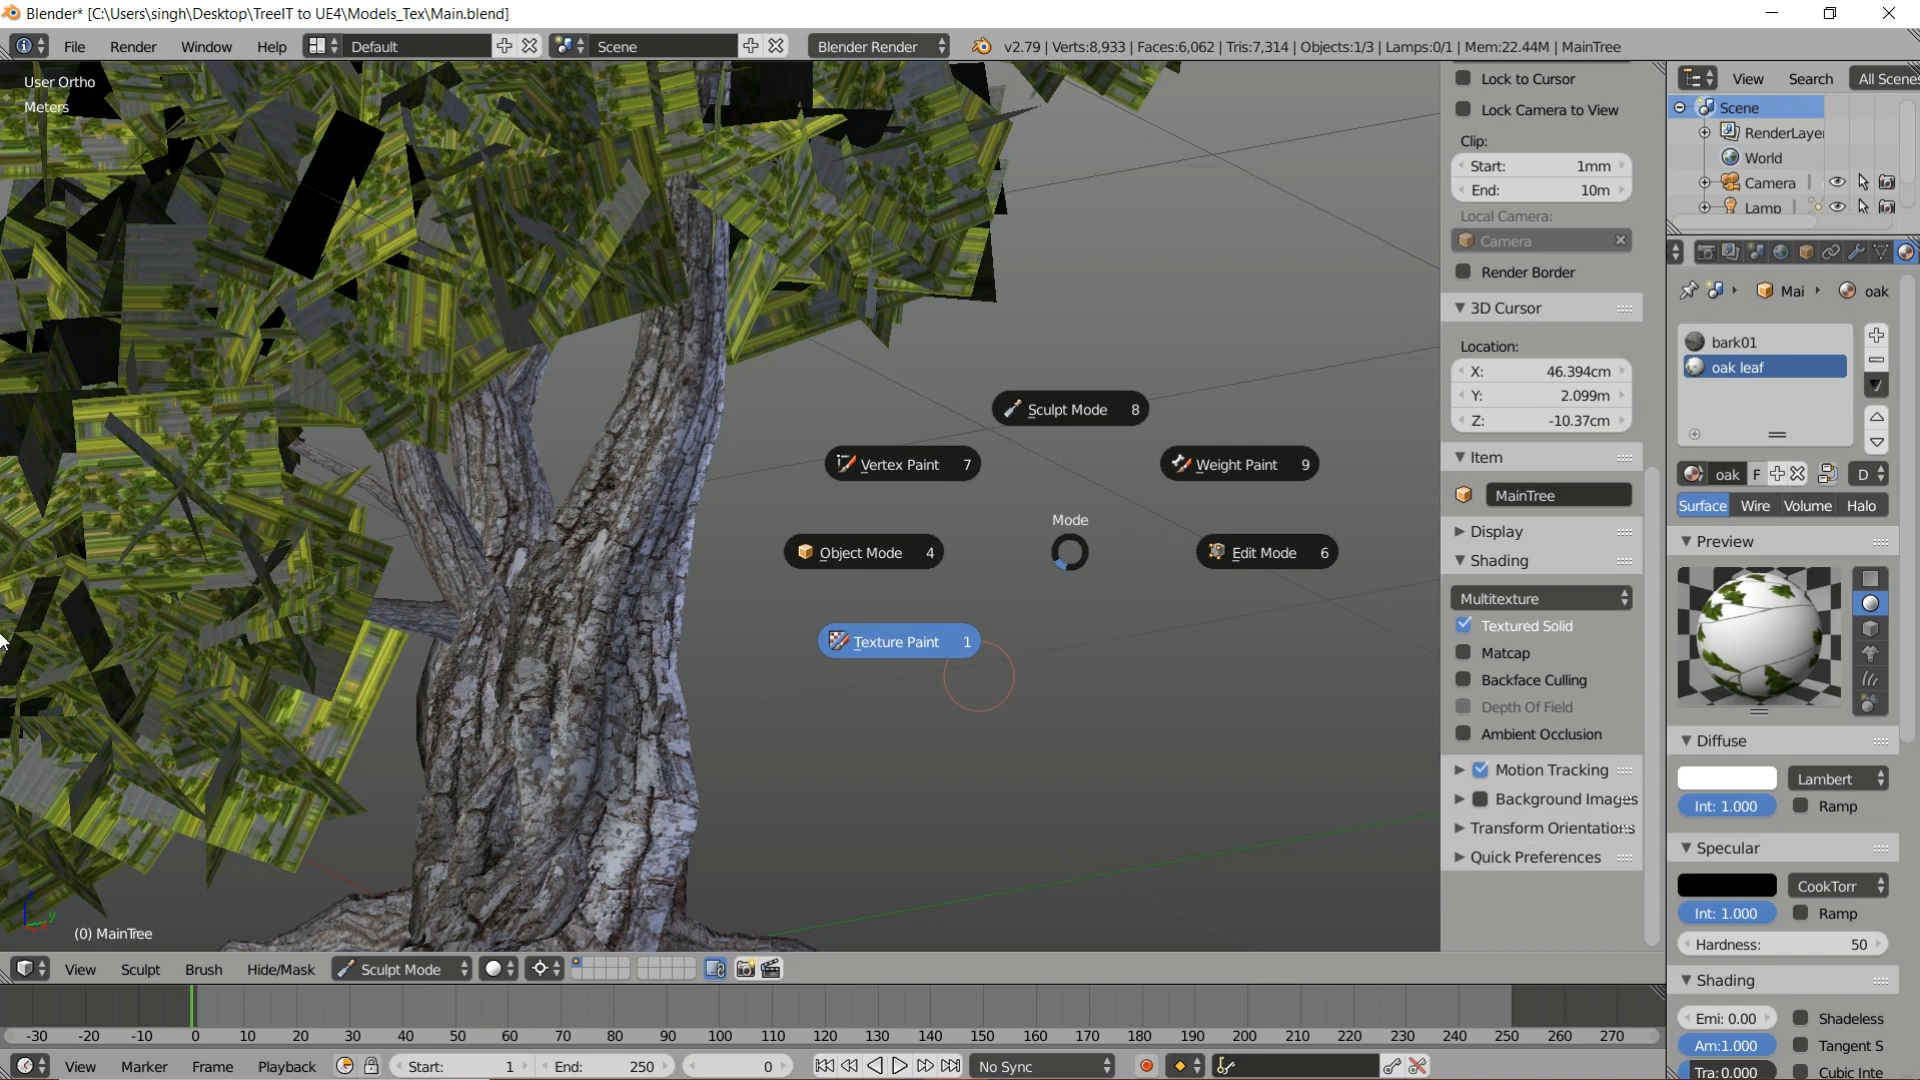 Blender* [C:\Users\singh\Desktop\TreeIT to UE4\Models_Tex\Main.blend]
File Render Window Help Default Scene Blender Render v2.79 | Verts:8,933 | Faces:6,062 | Tris:7,314 | Objects:1/3 | Lamps:0/1 | Mem:22.44M | MainTree
User Ortho
Meters
Sculpt Mode 8
Vertex Paint 7
Weight Paint 9
Mode
Object Mode 4
Edit Mode 6
Texture Paint 1
(0) MainTree
Lock to Cursor
Lock Camera to View
Clip:
Start: 1mm
End: 10m
Local Camera:
Camera
Render Border
3D Cursor
Location:
X: 46.394cm
Y: 2.099m
Z: -10.37cm
Item
MainTree
Display
Shading
Multitexture
Textured Solid
Matcap
Backface Culling
Depth Of Field
Ambient Occlusion
Motion Tracking
Background Images
Transform Orientations
Quick Preferences
View Search All Scenes
Scene
RenderLayer
World
Camera
Lamp
Mai oak
bark01
oak leaf
oak F D
Surface Wire Volume Halo
Preview
Diffuse
Lambert
Int: 1.000 Ramp
Specular
CookTorr
Int: 1.000 Ramp
Hardness: 50
Shading
Emi: 0.00 Shadeless
Am:1.000 Tangent S
Tra:0.000 Cubic Inte
View Sculpt Brush Hide/Mask Sculpt Mode
-30 -20 -10 0 10 20 30 40 50 60 70 80 90 100 110 120 130 140 150 160 170 180 190 200 210 220 230 240 250 260 270
View Marker Frame Playback Start: 1 End: 250 0 No Sync